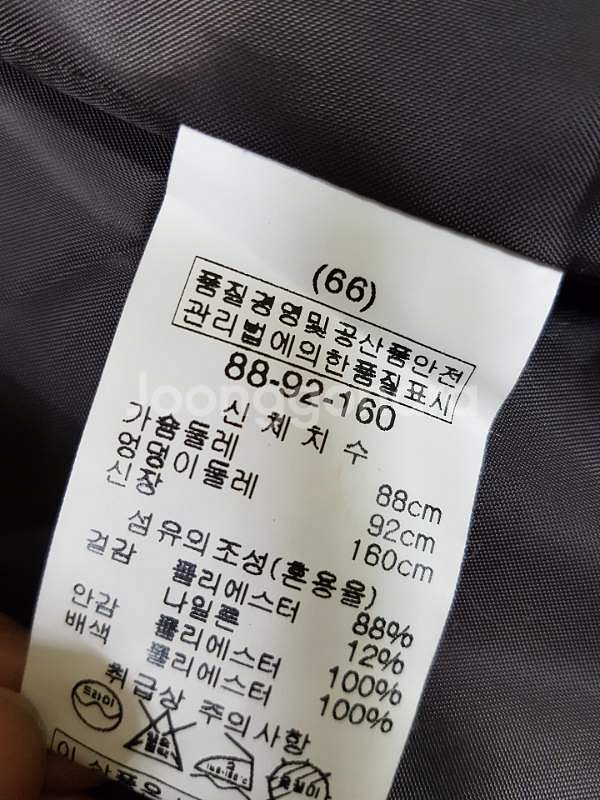 (66)
품질경영및공산품안전
관리법에의한품질표시
88-92-160
신체치수
가슴둘레 88cm
엉덩이둘레 92cm
신장 160cm
섬유의조성(혼용율)
겉감 폴리에스터 88%
나일론 12%
안감 폴리에스터 100%
배색 폴리에스터 100%
취급상 주의사항
드라이